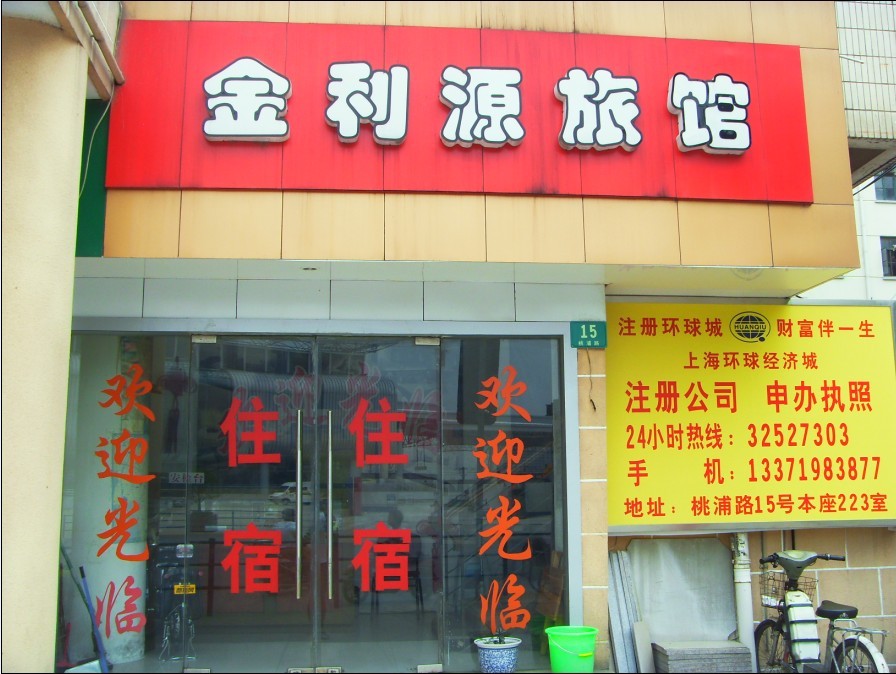 金利源旅馆
15
桃浦路
欢迎光临
住宿
住宿
欢迎光临
注册环球城 HUANQIU 财富伴一生
上海环球经济城
注册公司 申办执照
24小时热线：32527303
手 机：13371983877
地址：桃浦路15号本座223室